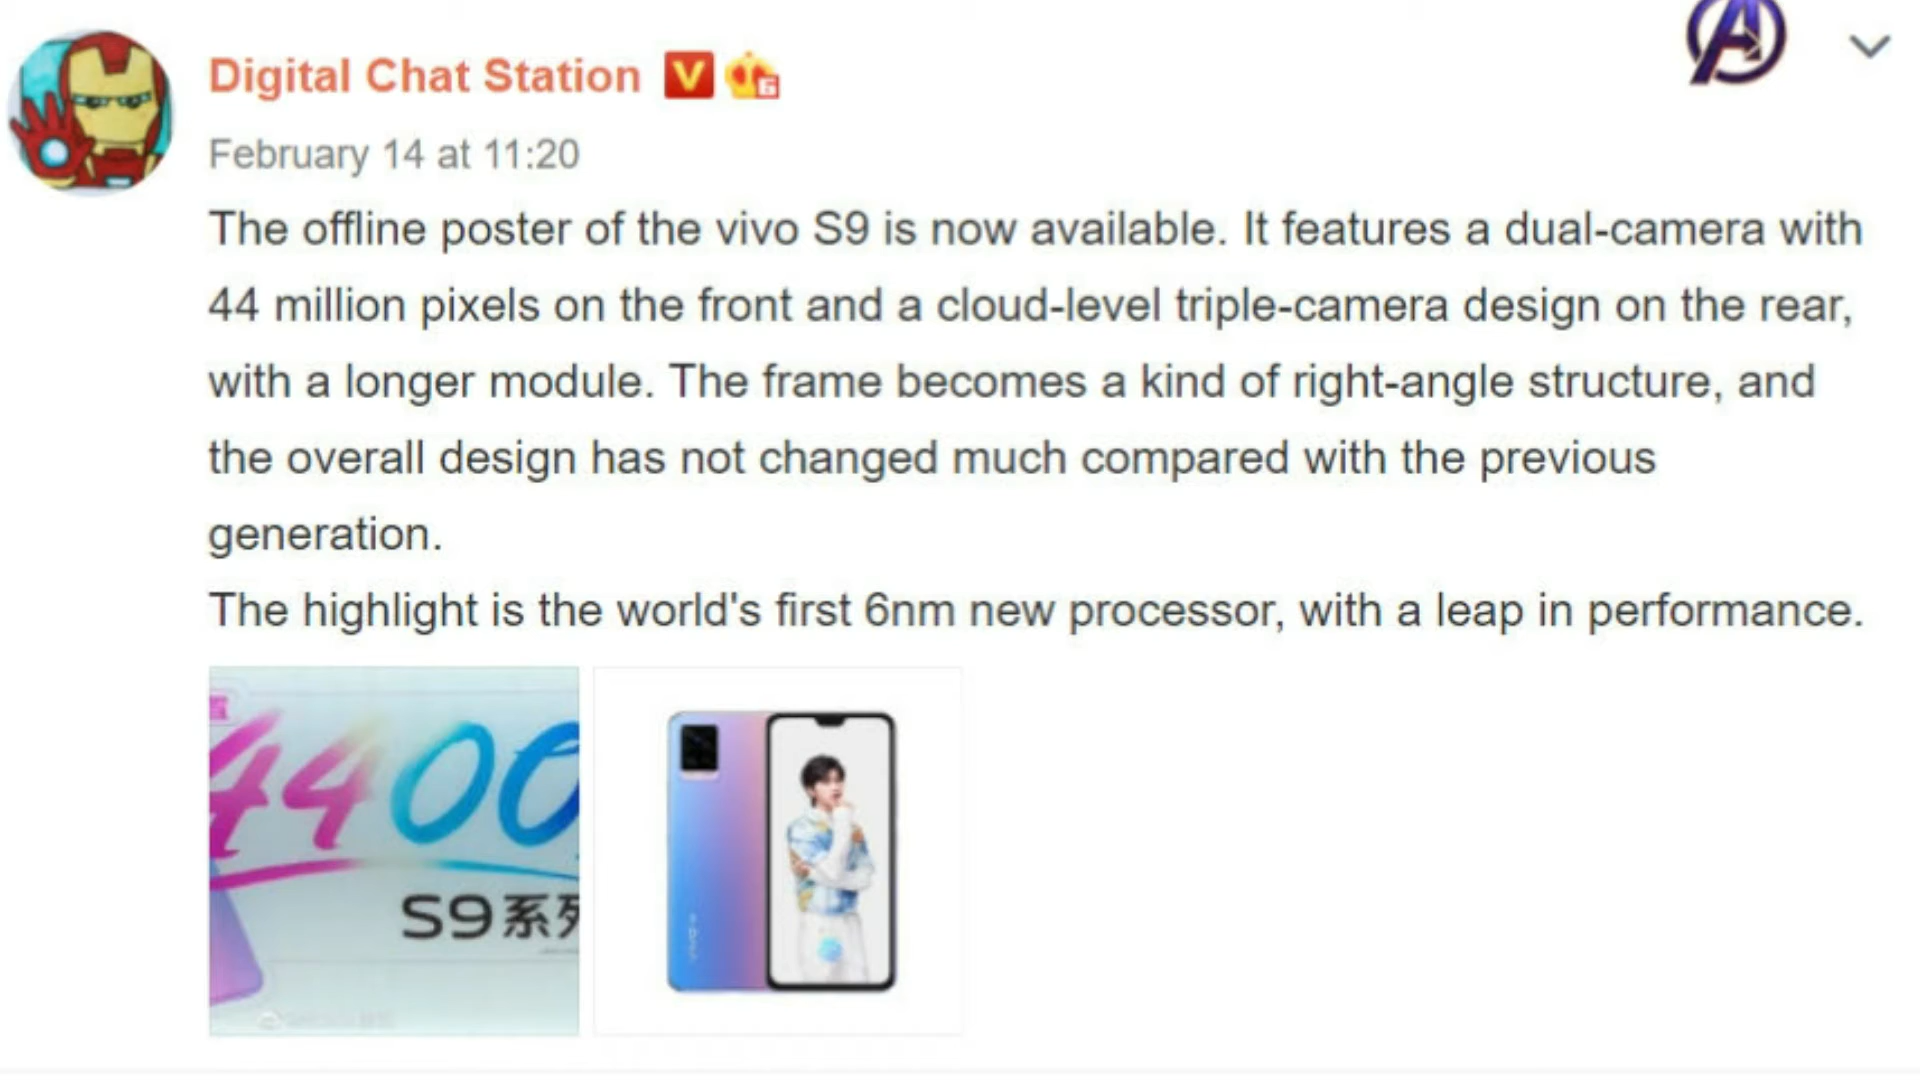 Digital Chat Station
February 14 at 11:20
The offline poster of the vivo S9 is now available. It features a dual-camera with
44 million pixels on the front and a cloud-level triple-camera design on the rear,
with a longer module. The frame becomes a kind of right-angle structure, and
the overall design has not changed much compared with the previous
generation.
The highlight is the world's first 6nm new processor, with a leap in performance.
4400
S9系列
vivo